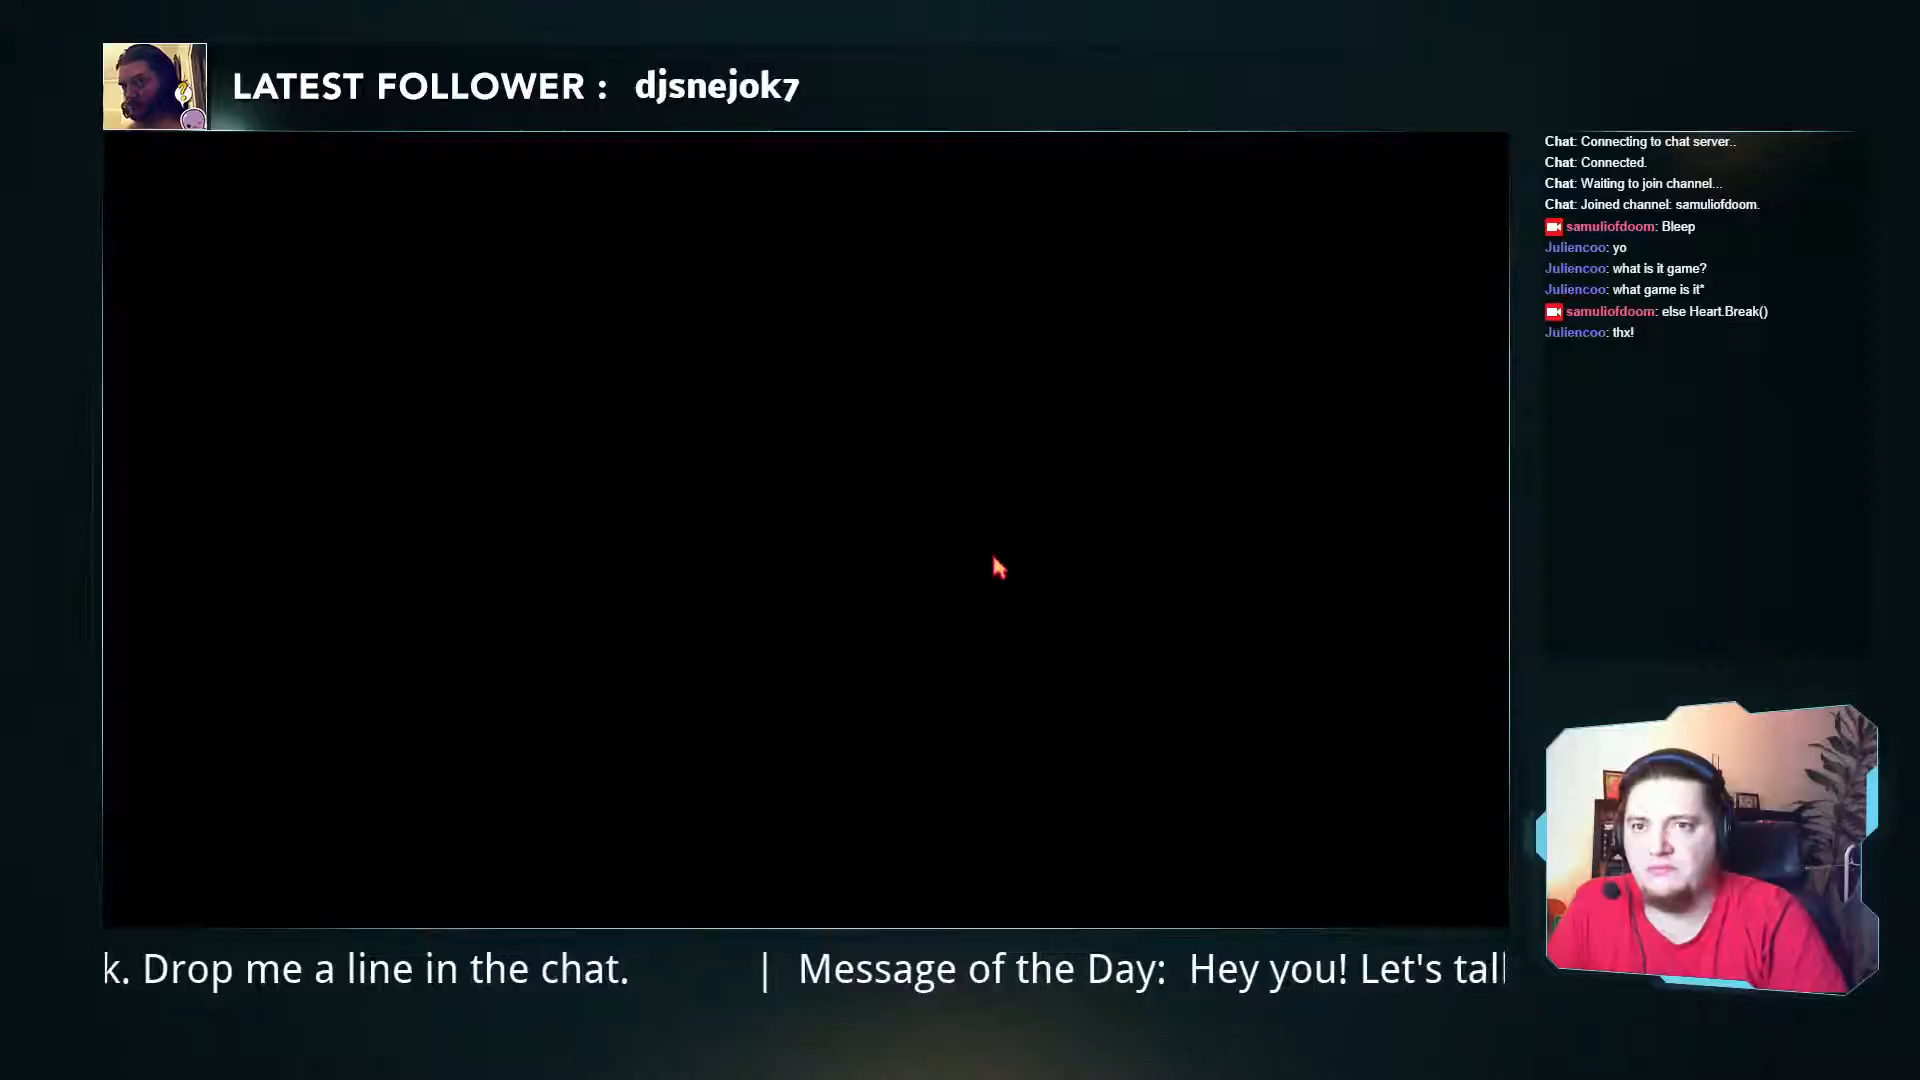 LATEST FOLLOWER : djsnejok7
Chat: Connecting to chat server..
Chat: Connected.
Chat: Waiting to join channel...
Chat: Joined channel: samuliofdoom.
samuliofdoom: Bleep
Juliencoo: yo
Juliencoo: what is it game?
Juliencoo: what game is it*
samuliofdoom: else Heart.Break()
Juliencoo: thx!
k. Drop me a line in the chat. | Message of the Day: Hey you! Let's tall